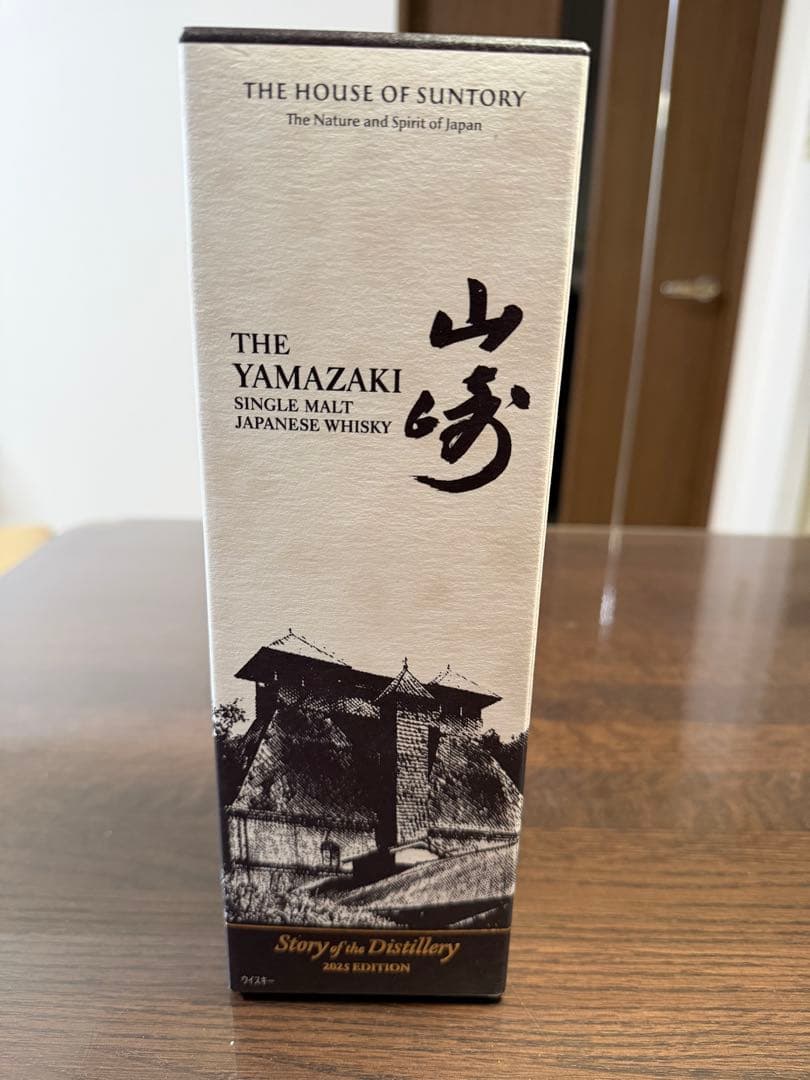 THE HOUSE OF SUNTORY
The Nature and Spirit of Japan
山崎
THE
YAMAZAKI
SINGLE MALT
JAPANESE WHISKY
Story of the Distillery
2025 EDITION
ウイスキー